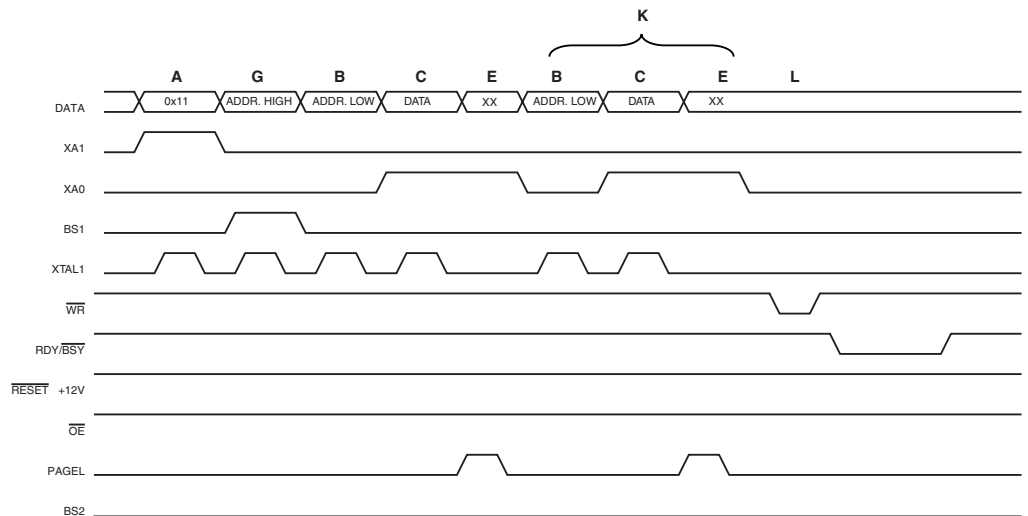 K
A G B C E B C E L
DATA 0x11 ADDR. HIGH ADDR. LOW DATA XX ADDR. LOW DATA XX
XA1
XA0
BS1
XTAL1
WR
RDY/BSY
RESET +12V
OE
PAGEL
BS2